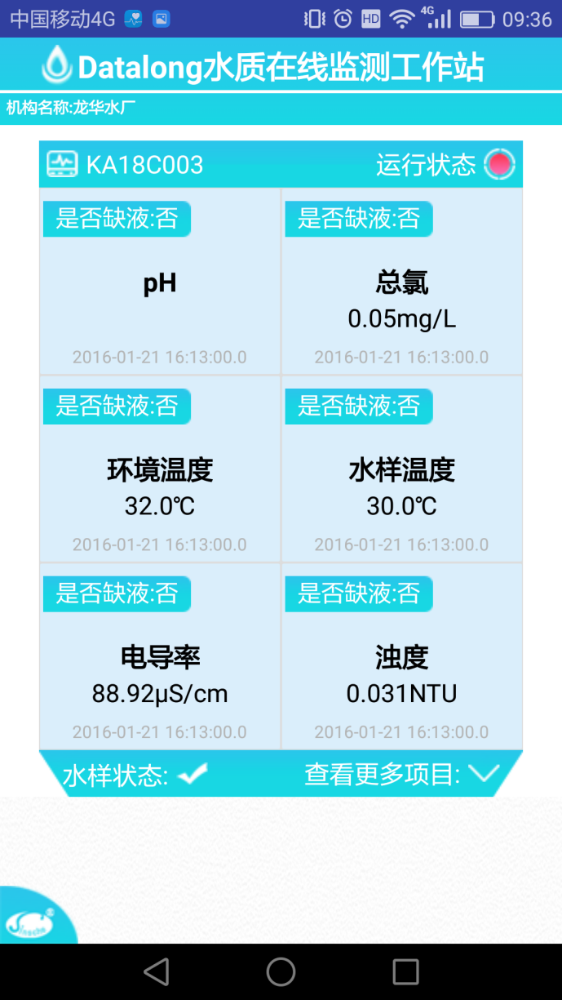 中国移动4G HD 4G 09:36
Datalong水质在线监测工作站
机构名称:龙华水厂
KA18C003 运行状态
是否缺液:否 是否缺液:否
pH 总氯
0.05mg/L
2016-01-21 16:13:00.0 2016-01-21 16:13:00.0
是否缺液:否 是否缺液:否
环境温度 水样温度
32.0℃ 30.0℃
2016-01-21 16:13:00.0 2016-01-21 16:13:00.0
是否缺液:否 是否缺液:否
电导率 浊度
88.92μS/cm 0.031NTU
2016-01-21 16:13:00.0 2016-01-21 16:13:00.0
水样状态: 查看更多项目: